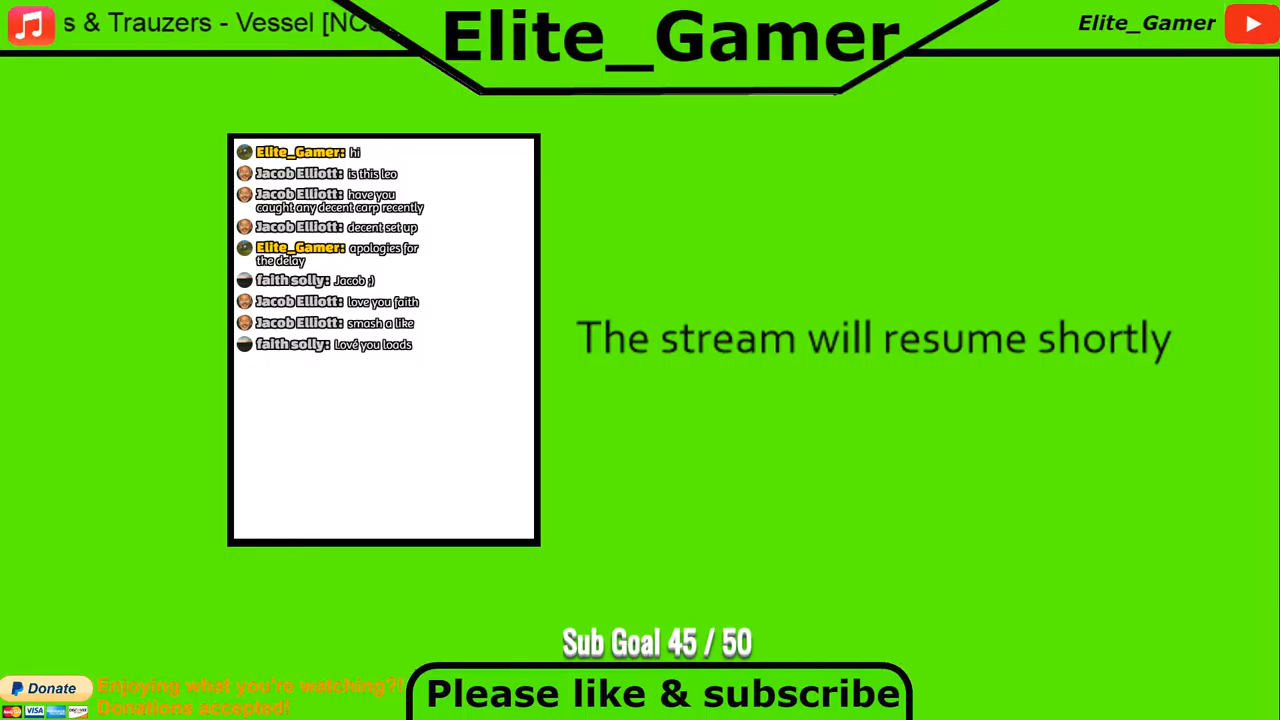 s & Trauzers - Vessel [NC
Elite_Gamer
Elite_Gamer
Elite_Gamer: hi
Jacob Elliott: is this leo
Jacob Elliott: have you
caught any decent carp recently
Jacob Elliott: decent set up
Elite_Gamer: apologies for
the delay
faith solly: Jacob ;)
Jacob Elliott: love you faith
Jacob Elliott: smash a like
faith solly: Lové you loads
The stream will resume shortly
Sub Goal 45 / 50
Donate
Enjoying what you're watching?!
Donations accepted!
VISA
Please like & subscribe